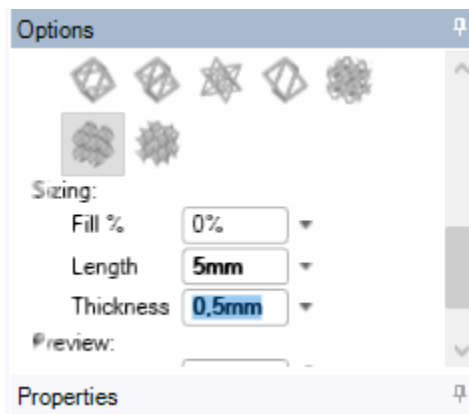 Options
Sizing:
Fill % 0%
Length 5mm
Thickness 0,5mm
Preview:
Properties